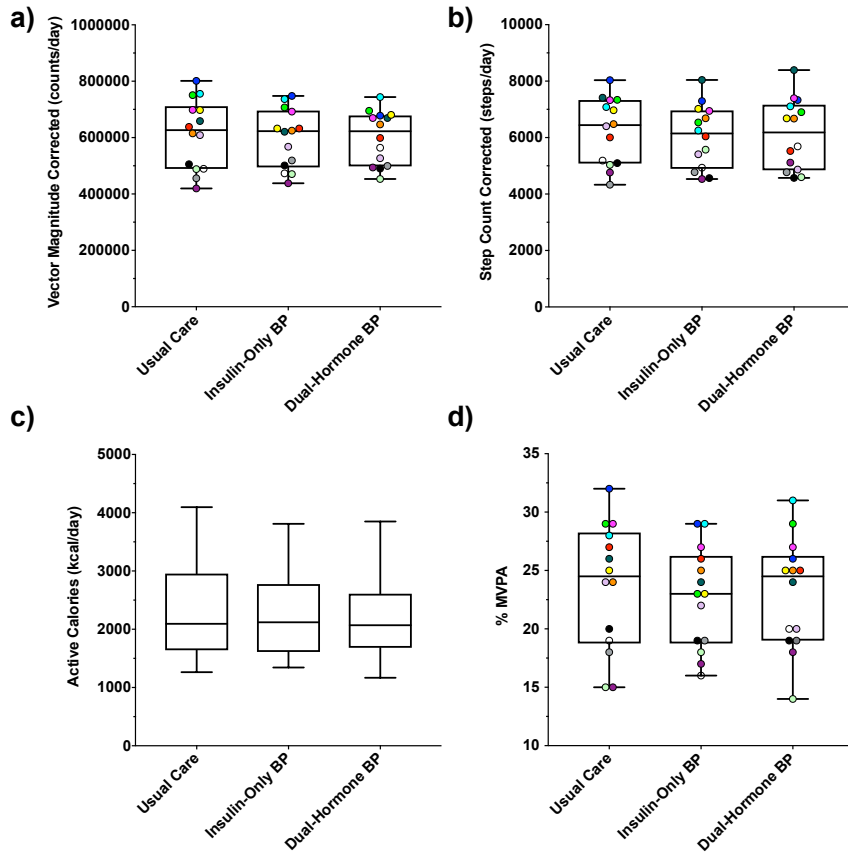 a)
Vector Magnitude Corrected (counts/day)
1000000
800000
600000
400000
200000
0
Usual Care
Insulin-Only BP
Dual-Hormone BP
b)
Step Count Corrected (steps/day)
10000
8000
6000
4000
2000
0
Usual Care
Insulin-Only BP
Dual-Hormone BP
c)
Active Calories (kcal/day)
5000
4000
3000
2000
1000
0
Usual Care
Insulin-Only BP
Dual-Hormone BP
d)
% MVPA
35
30
25
20
15
10
Usual Care
Insulin-Only BP
Dual-Hormone BP